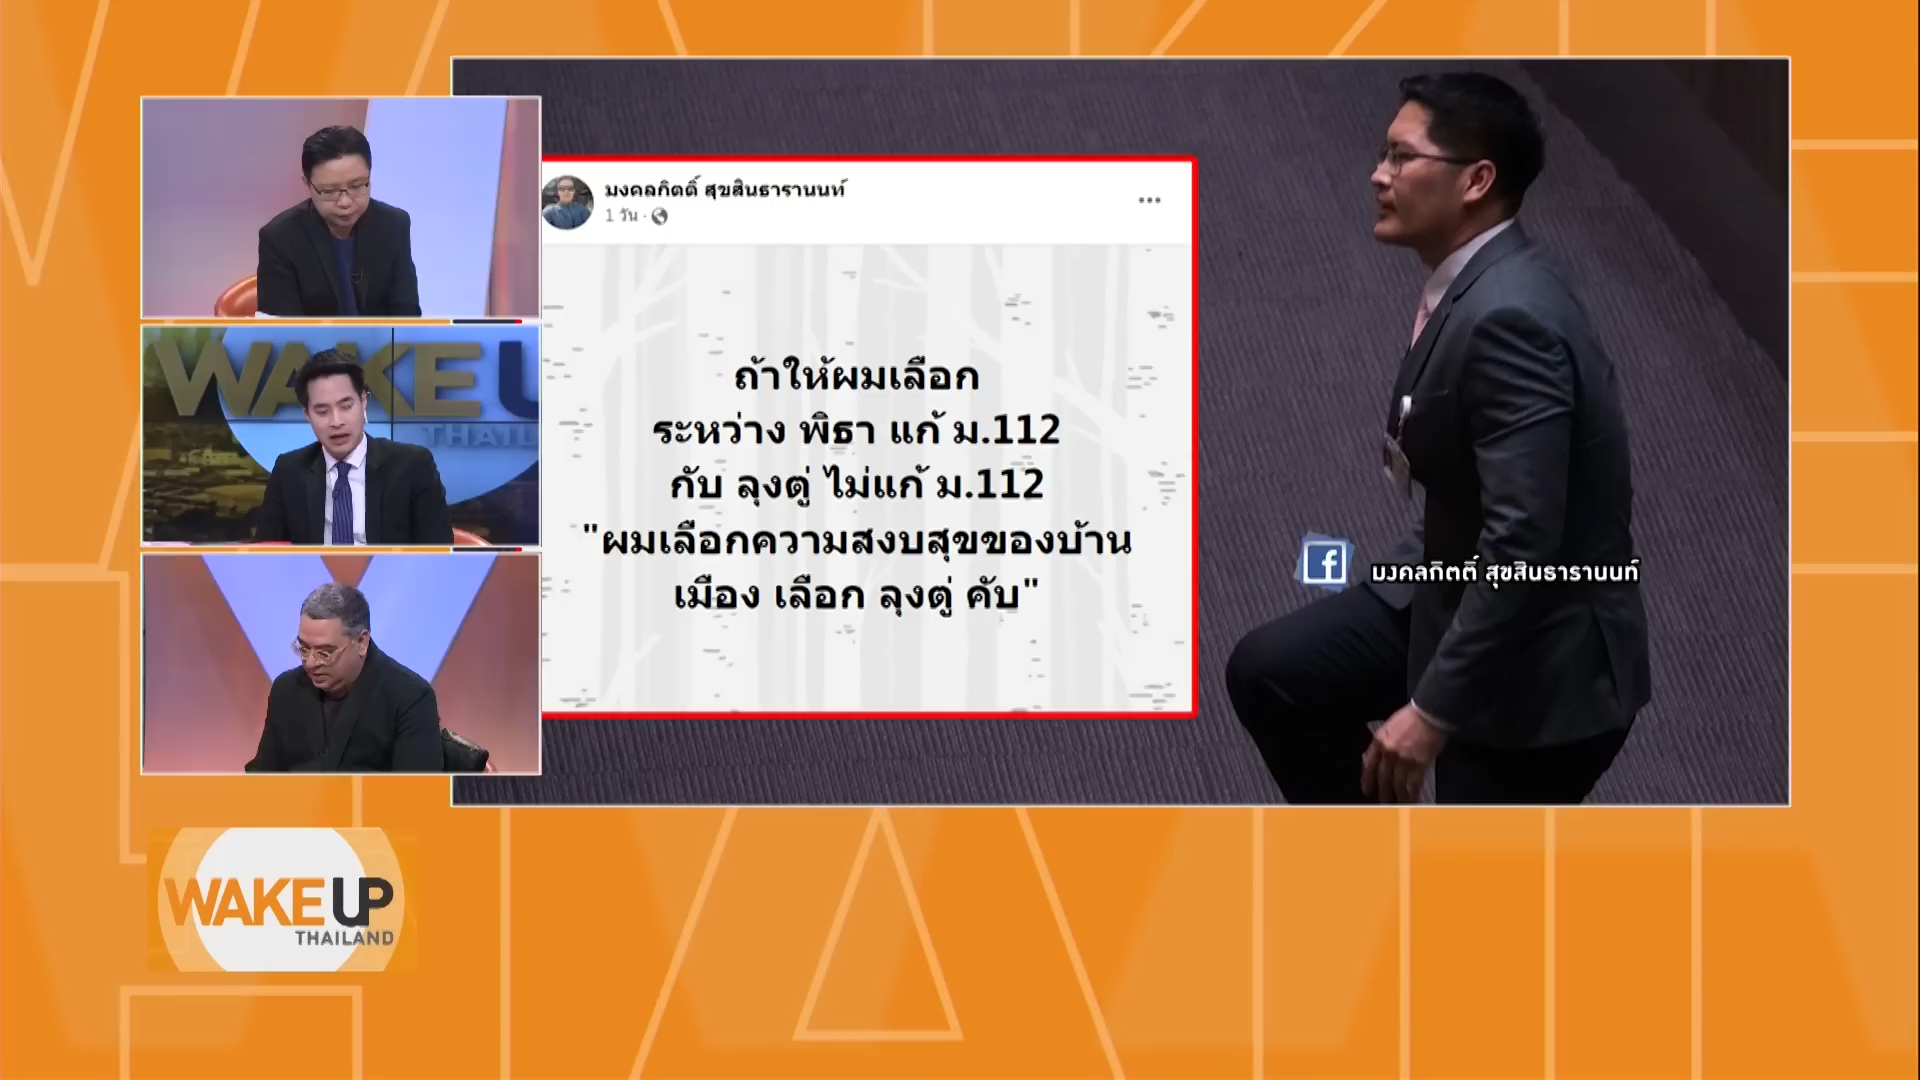 มงคลกิตติ์ สุขสินธารานนท์
1 วัน ·
ถ้าให้ผมเลือก
ระหว่าง พิธา แก้ ม.112
กับ ลุงตู่ ไม่แก้ ม.112
"ผมเลือกความสงบสุขของบ้าน
เมือง เลือก ลุงตู่ คับ"
มงคลกิตติ์ สุขสินธารานนท์
WAKE U
THAIL
WAKE UP
THAILAND